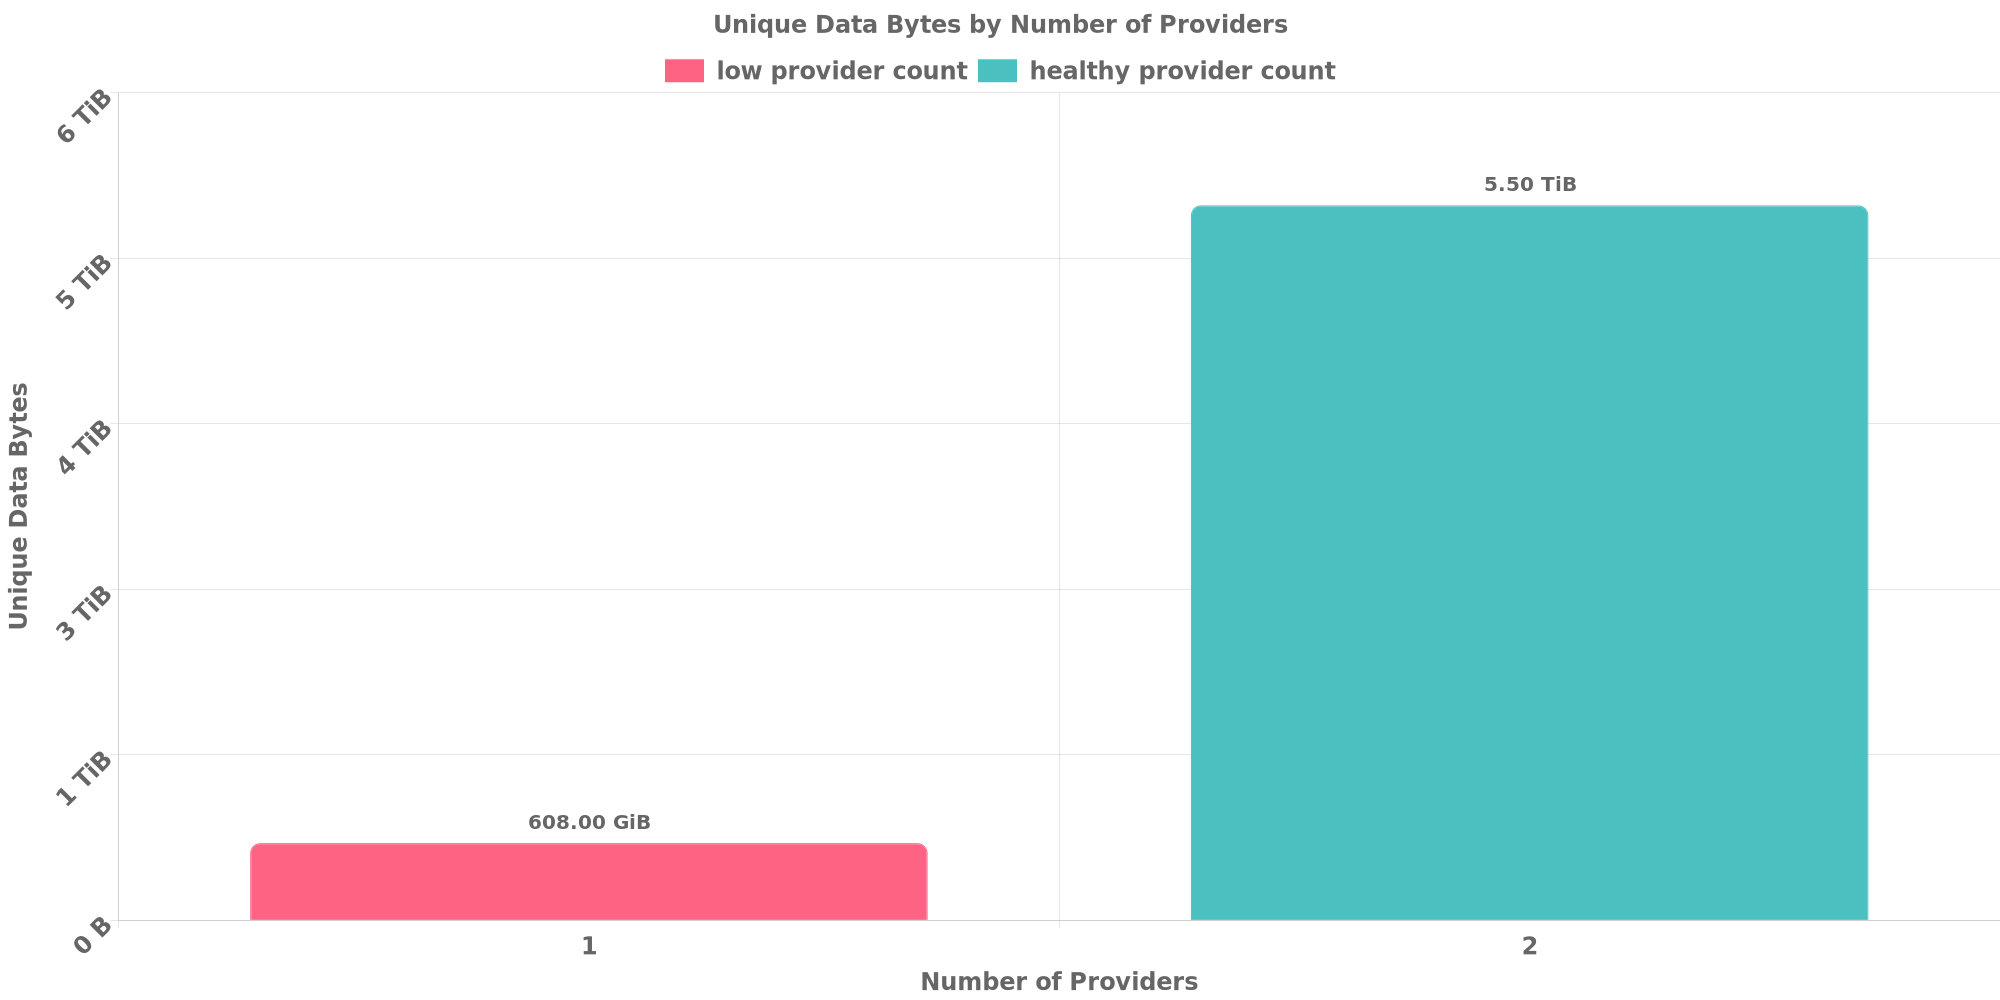 Unique Data Bytes by Number of Providers
low provider count
healthy provider count
6 TiB
5 TiB
4 TiB
3 TiB
1 TiB
0 B
Unique Data Bytes
608.00 GiB
5.50 TiB
1
2
Number of Providers